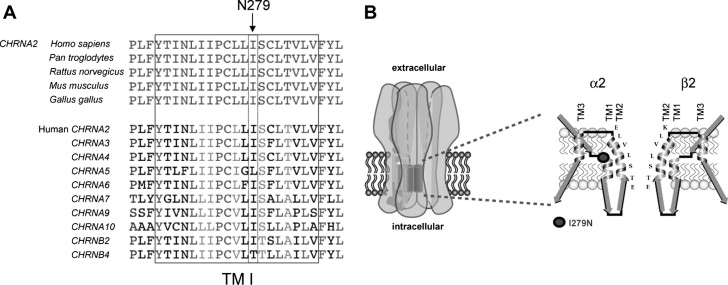 A
N279
CHRNA2 Homo sapiens PLFYTINLIIPCLLISCLTVLVFYL
Pan troglodytes PLFYTINLIIPCLLISCLTVLVFYL
Rattus norvegicus PLFYTINLIIPCLLISCLTVLVFYL
Mus musculus PLFYTINLIIPCLLISCLTVLVFYL
Gallus gallus PLFYTINLIIPCLLISCLTVLVFYL
Human CHRNA2 PLFYTINLIIPCLLISCLTVLVFYL
CHRNA3 PLFYTINLIIPCLLISFLTVLVFYL
CHRNA4 PLFYTINLIIPCLLISCLTVLVFYL
CHRNA5 PLFYTLFLIIPCIGLSFLTVLVFYL
CHRNA6 PMFYTINLIIPCLFISFLTVLVFYL
CHRNA7 TLYYGLNLLIPCVLISALALLVFLL
CHRNA9 SSFYIVNLLIPCVLISFLAPLSFYL
CHRNA10 AAAYVCNLLLPCVLISLLAPLAFHL
CHRNB2 PLFYTINLIIPCVLITSLAILVFYL
CHRNB4 PLFYTINLIIPCVLTTLLAILVFYL
TM I
B
extracellular
intracellular
α2
β2
TM3
TM1
TM2
E
L
V
L
S
T
E
TM2
TM1
TM3
K
L
V
L
S
T
E
I279N